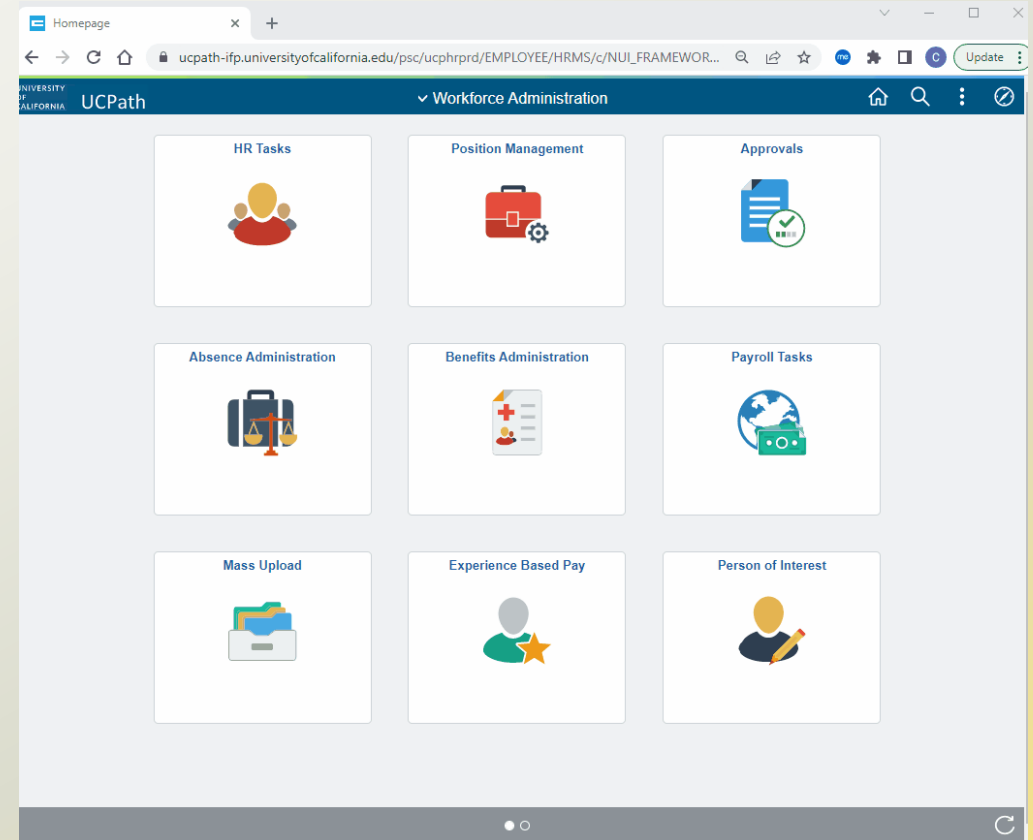 Homepage
ucpath-ifp.universityofcalifornia.edu/psc/ucphrprd/EMPLOYEE/HRMS/c/NUI_FRAMEWOR...
me
C
Update
UNIVERSITY
OF
CALIFORNIA
UCPath
Workforce Administration
HR Tasks
Position Management
Approvals
Absence Administration
Benefits Administration
Payroll Tasks
Mass Upload
Experience Based Pay
Person of Interest